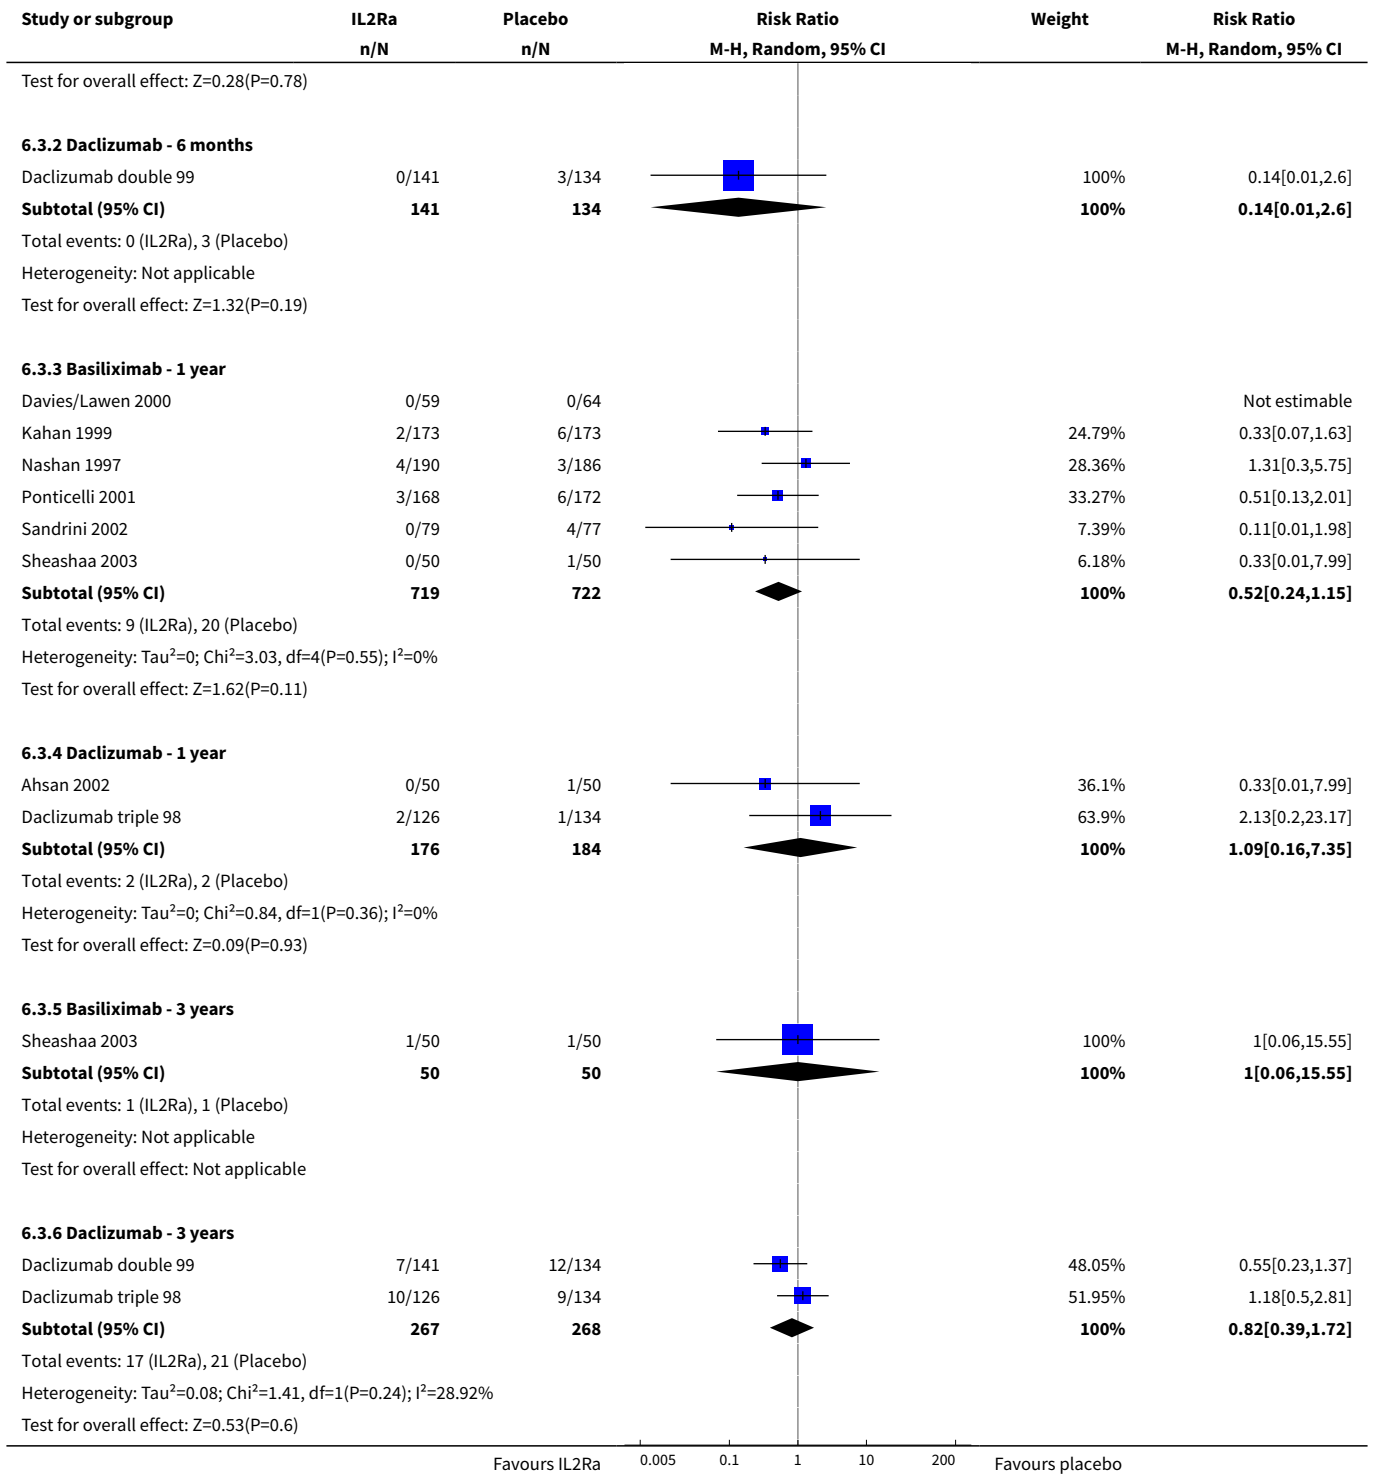 Study or subgroup IL2Ra Placebo Risk Ratio Weight Risk Ratio
n/N n/N M-H, Random, 95% CI M-H, Random, 95% CI
Test for overall effect: Z=0.28(P=0.78)
6.3.2 Daclizumab - 6 months
Daclizumab double 99 0/141 3/134 100% 0.14[0.01,2.6]
Subtotal (95% CI) 141 134 100% 0.14[0.01,2.6]
Total events: 0 (IL2Ra), 3 (Placebo)
Heterogeneity: Not applicable
Test for overall effect: Z=1.32(P=0.19)
6.3.3 Basiliximab - 1 year
Davies/Lawen 2000 0/59 0/64 Not estimable
Kahan 1999 2/173 6/173 24.79% 0.33[0.07,1.63]
Nashan 1997 4/190 3/186 28.36% 1.31[0.3,5.75]
Ponticelli 2001 3/168 6/172 33.27% 0.51[0.13,2.01]
Sandrini 2002 0/79 4/77 7.39% 0.11[0.01,1.98]
Sheashaa 2003 0/50 1/50 6.18% 0.33[0.01,7.99]
Subtotal (95% CI) 719 722 100% 0.52[0.24,1.15]
Total events: 9 (IL2Ra), 20 (Placebo)
Heterogeneity: Tau²=0; Chi²=3.03, df=4(P=0.55); I²=0%
Test for overall effect: Z=1.62(P=0.11)
6.3.4 Daclizumab - 1 year
Ahsan 2002 0/50 1/50 36.1% 0.33[0.01,7.99]
Daclizumab triple 98 2/126 1/134 63.9% 2.13[0.2,23.17]
Subtotal (95% CI) 176 184 100% 1.09[0.16,7.35]
Total events: 2 (IL2Ra), 2 (Placebo)
Heterogeneity: Tau²=0; Chi²=0.84, df=1(P=0.36); I²=0%
Test for overall effect: Z=0.09(P=0.93)
6.3.5 Basiliximab - 3 years
Sheashaa 2003 1/50 1/50 100% 1[0.06,15.55]
Subtotal (95% CI) 50 50 100% 1[0.06,15.55]
Total events: 1 (IL2Ra), 1 (Placebo)
Heterogeneity: Not applicable
Test for overall effect: Not applicable
6.3.6 Daclizumab - 3 years
Daclizumab double 99 7/141 12/134 48.05% 0.55[0.23,1.37]
Daclizumab triple 98 10/126 9/134 51.95% 1.18[0.5,2.81]
Subtotal (95% CI) 267 268 100% 0.82[0.39,1.72]
Total events: 17 (IL2Ra), 21 (Placebo)
Heterogeneity: Tau²=0.08; Chi²=1.41, df=1(P=0.24); I²=28.92%
Test for overall effect: Z=0.53(P=0.6)
Favours IL2Ra 0.005 0.1 1 10 200 Favours placebo